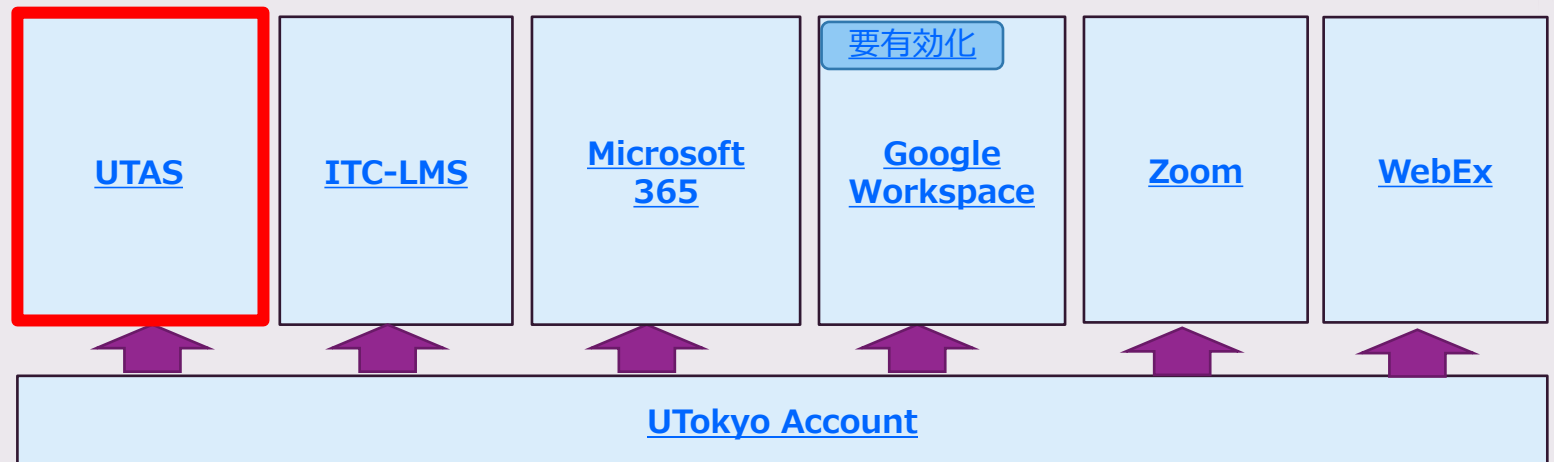 要有効化
UTAS
ITC-LMS
Microsoft
365
Google
Workspace
Zoom
WebEx
UTokyo Account